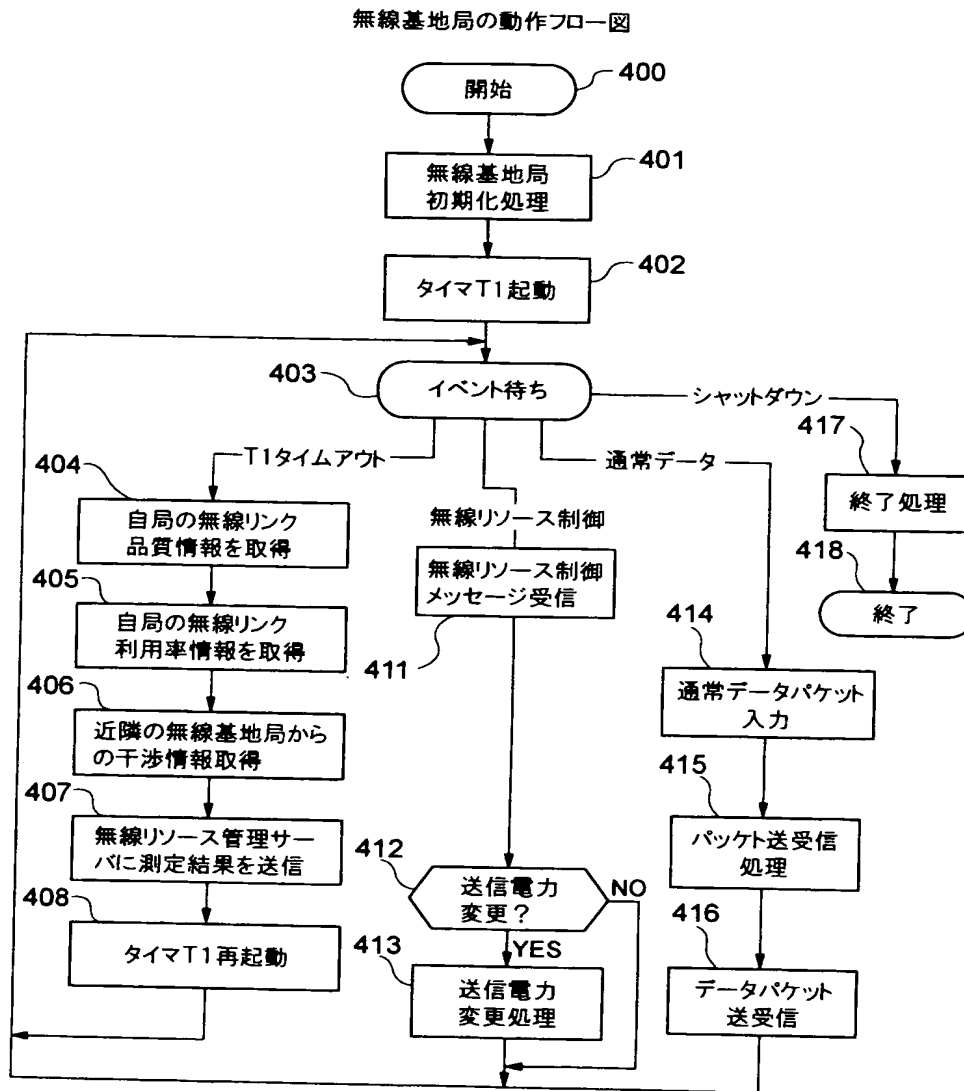 無線基地局の動作フロー図
400
開始
401
無線基地局
初期化処理
402
タイマT1起動
403
イベント待ち
シャットダウン
417
終了処理
418
終了
T1タイムアウト
404
自局の無線リンク
品質情報を取得
405
自局の無線リンク
利用率情報を取得
406
近隣の無線基地局から
の干渉情報取得
407
無線リソース管理サー
バに測定結果を送信
408
タイマT1再起動
無線リソース制御
無線リソース制御
メッセージ受信
411
412
送信電力
変更?
NO
YES
413
送信電力
変更処理
通常データ
414
通常データパケット
入力
415
パッケト送受信
処理
416
データパケット
送受信